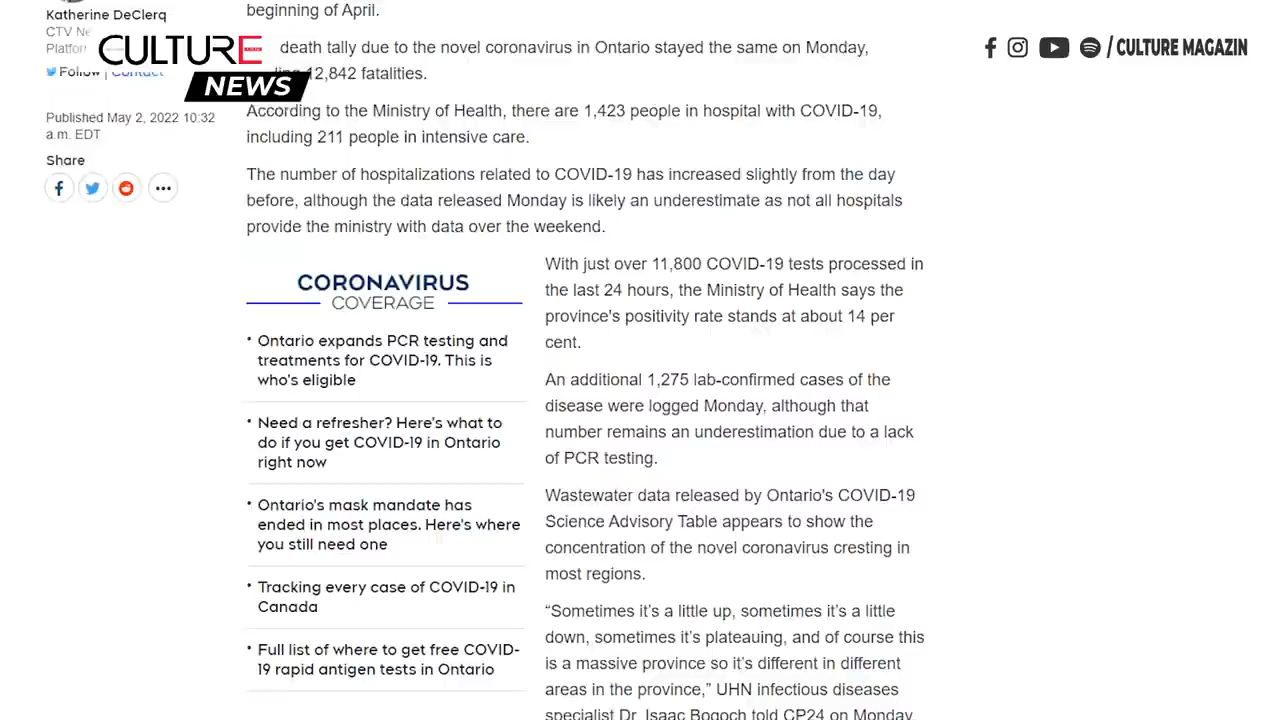 beginning of April.
Katherine DeClerq
CTV Ne
Platfor
Follow | Contact
CULTURE
NEWS
/ CULTURE MAGAZIN
death tally due to the novel coronavirus in Ontario stayed the same on Monday,
12,842 fatalities.
Published May 2, 2022 10:32
a.m. EDT
Share
According to the Ministry of Health, there are 1,423 people in hospital with COVID-19,
including 211 people in intensive care.
The number of hospitalizations related to COVID-19 has increased slightly from the day
before, although the data released Monday is likely an underestimate as not all hospitals
provide the ministry with data over the weekend.
CORONAVIRUS
COVERAGE
• Ontario expands PCR testing and
treatments for COVID-19. This is
who's eligible
• Need a refresher? Here's what to
do if you get COVID-19 in Ontario
right now
• Ontario's mask mandate has
ended in most places. Here's where
you still need one
• Tracking every case of COVID-19 in
Canada
• Full list of where to get free COVID-
19 rapid antigen tests in Ontario
With just over 11,800 COVID-19 tests processed in
the last 24 hours, the Ministry of Health says the
province's positivity rate stands at about 14 per
cent.
An additional 1,275 lab-confirmed cases of the
disease were logged Monday, although that
number remains an underestimation due to a lack
of PCR testing.
Wastewater data released by Ontario's COVID-19
Science Advisory Table appears to show the
concentration of the novel coronavirus cresting in
most regions.
“Sometimes it’s a little up, sometimes it’s a little
down, sometimes it’s plateauing, and of course this
is a massive province so it’s different in different
areas in the province,” UHN infectious diseases
specialist Dr. Isaac Bogoch told CP24 on Monday.